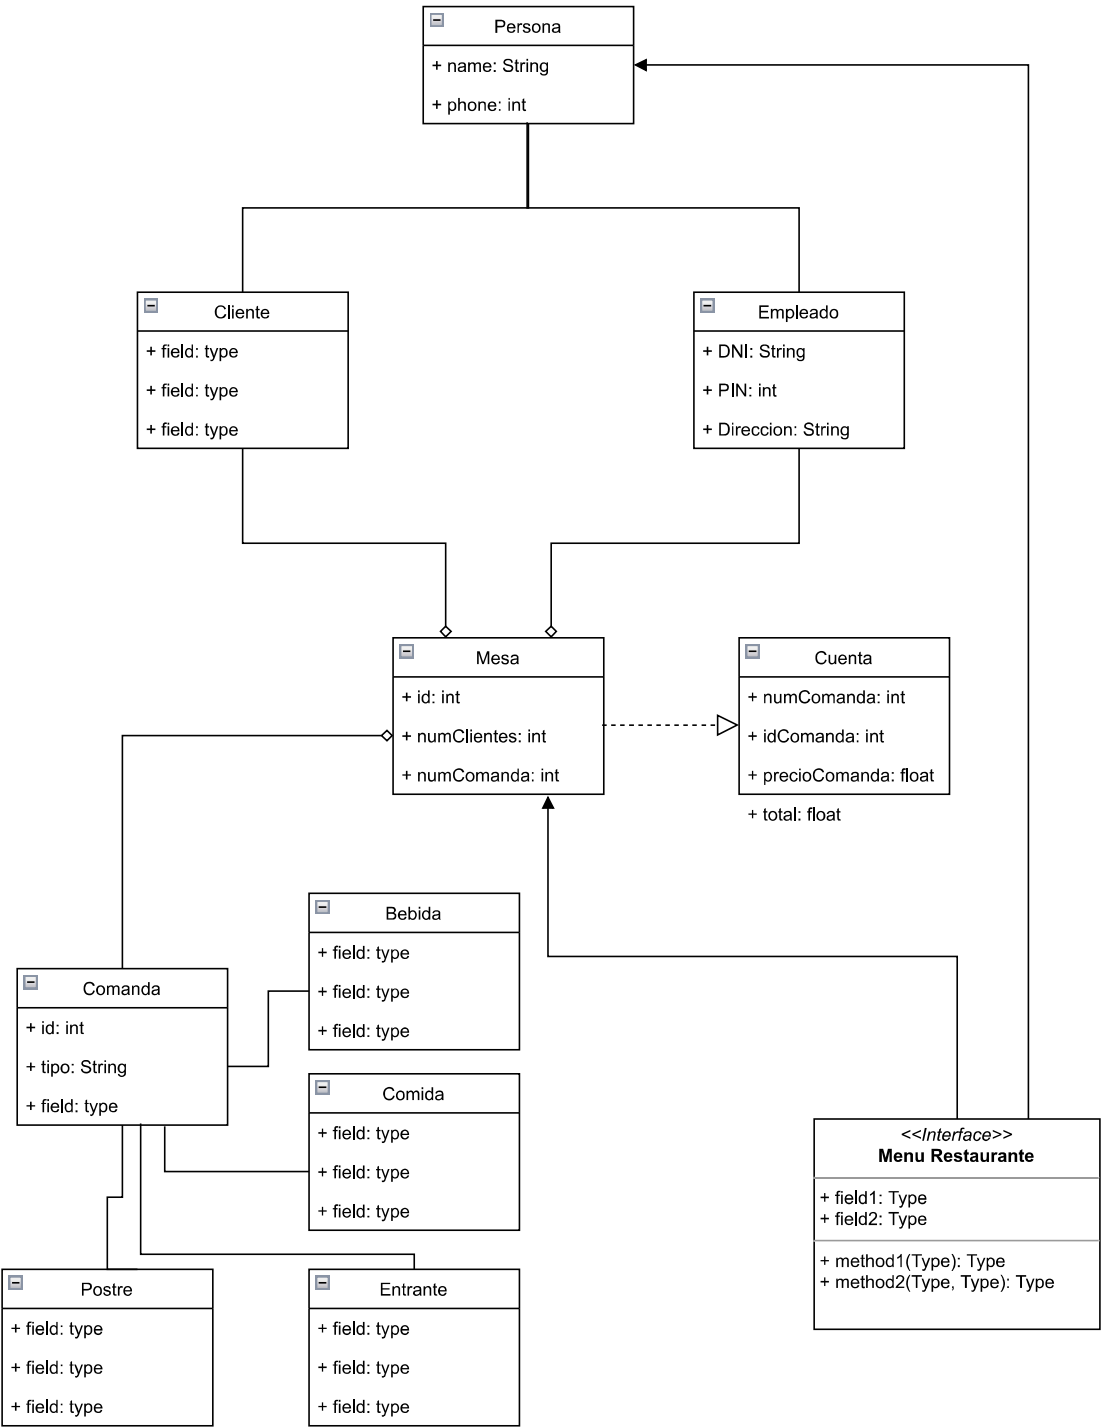 Persona
+ name: String
+ phone: int
Cliente
+ field: type
+ field: type
+ field: type
Empleado
+ DNI: String
+ PIN: int
+ Direccion: String
Mesa
+ id: int
+ numClientes: int
+ numComanda: int
Cuenta
+ numComanda: int
+ idComanda: int
+ precioComanda: float
+ total: float
Bebida
+ field: type
+ field: type
+ field: type
Comanda
+ id: int
+ tipo: String
+ field: type
Comida
+ field: type
+ field: type
+ field: type
<<Interface>>
Menu Restaurante
+ field1: Type
+ field2: Type
+ method1(Type): Type
+ method2(Type, Type): Type
Postre
+ field: type
+ field: type
+ field: type
Entrante
+ field: type
+ field: type
+ field: type